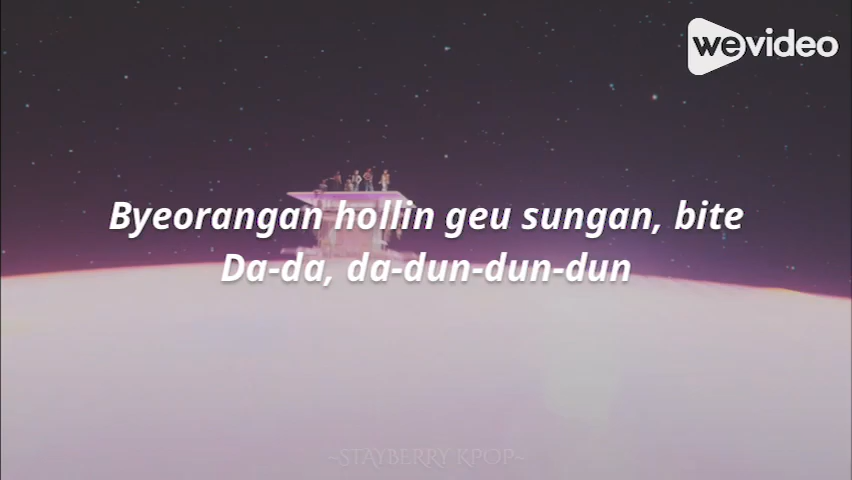 wevideo
Byeorangan hollin geu sungan, bite
Da-da, da-dun-dun-dun
~STAYBERRY KPOP~